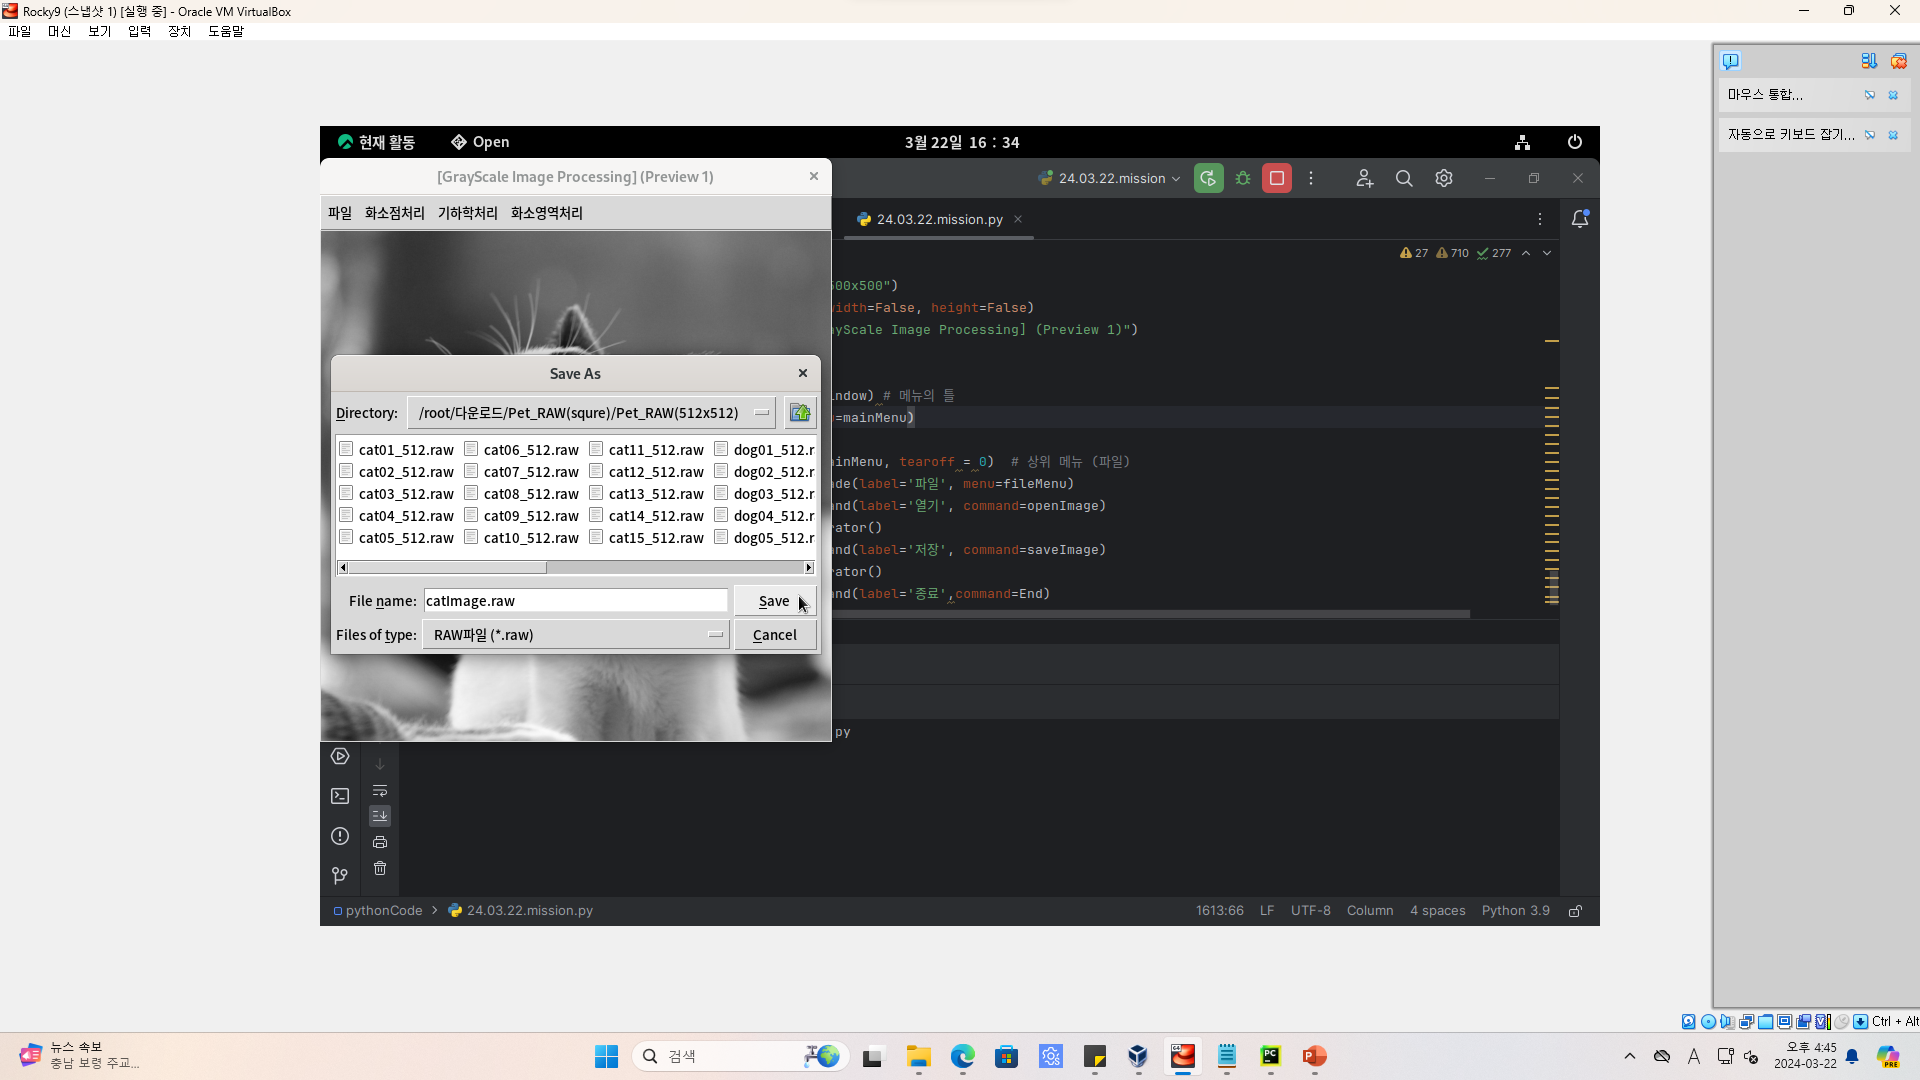 Rocky9 (스냅샷 1) [실행 중] - Oracle VM VirtualBox
파일 머신 보기 입력 장치 도움말
마우스 통합...
자동으로 키보드 잡기...
현재 활동 Open 3월 22일 16 : 34
[GrayScale Image Processing] (Preview 1)
24.03.22.mission
파일 화소점처리 기하학처리 화소영역처리
24.03.22.mission.py
27 710 277
500x500")
width=False, height=False)
ayScale Image Processing] (Preview 1)")
indow) # 메뉴의 틀
=mainMenu)
ainMenu, tearoff = 0) # 상위 메뉴 (파일)
ade(label='파일', menu=fileMenu)
and(label='열기', command=openImage)
rator()
and(label='저장', command=saveImage)
rator()
and(label='종료',command=End)
Save As
Directory: /root/다운로드/Pet_RAW(squre)/Pet_RAW(512x512)
cat01_512.raw cat06_512.raw cat11_512.raw dog01_512.r
cat02_512.raw cat07_512.raw cat12_512.raw dog02_512.r
cat03_512.raw cat08_512.raw cat13_512.raw dog03_512.r
cat04_512.raw cat09_512.raw cat14_512.raw dog04_512.r
cat05_512.raw cat10_512.raw cat15_512.raw dog05_512.r
File name: catImage.raw Save
Files of type: RAW파일 (*.raw) Cancel
py
pythonCode > 24.03.22.mission.py 1613:66 LF UTF-8 Column 4 spaces Python 3.9
Ctrl + Alt
뉴스 속보
충남 보령 주교...
검색
A
오후 4:45
2024-03-22